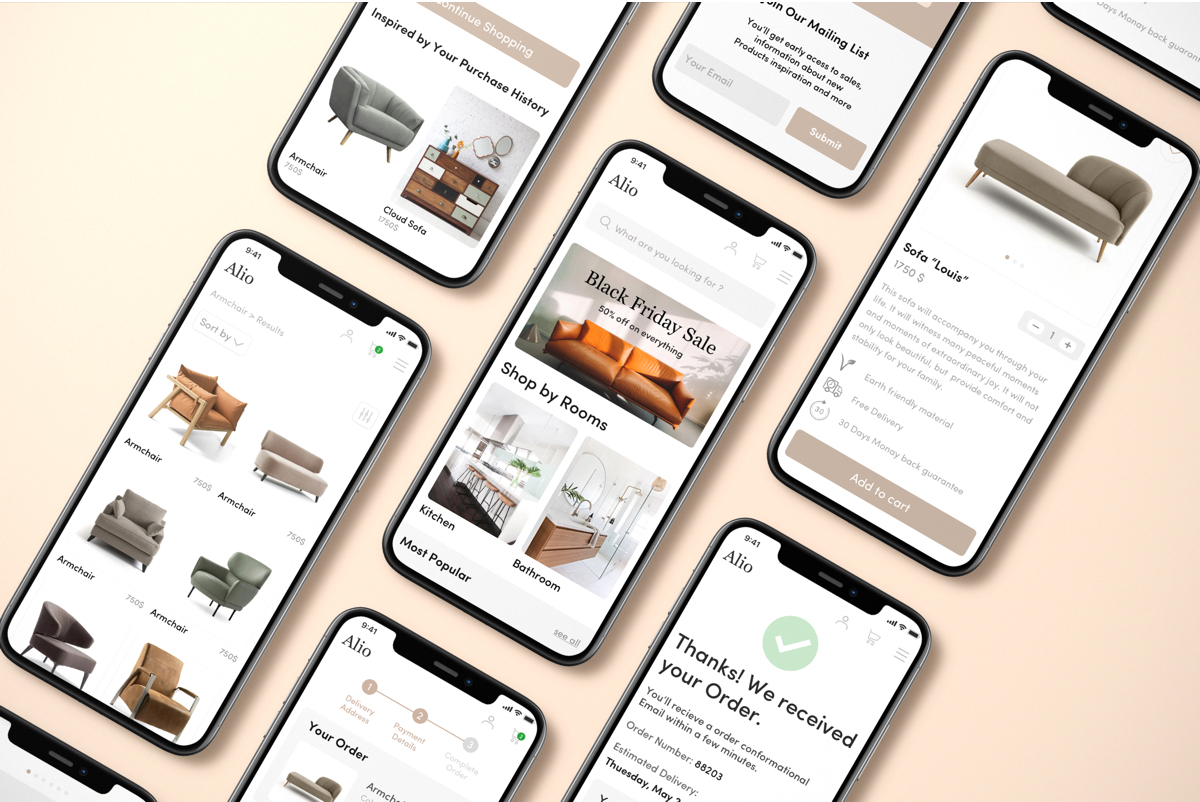 Continue Shopping
Inspired by Your Purchase History
Armchair
750$
Cloud Sofa
1750$
Join Our Mailing List
You'll get early acess to sales,
information about new
Products inspiration and more
Your Email
Submit
Days Monay back
Sofa “Louis”
1750 $
1
This sofa will accompany you through your
life. It will witness many peaceful moments
and moments of extraordinary joy. It will not
only look beautiful, but provide comfort and
stability for your family.
Earth friendly material
Free Delivery
30
30 Days Monay back guarantee
Add to cart
9:41
Alio
What are you looking for ?
Black Friday Sale
50% off on everything
Shop by Rooms
Kitchen
Bathroom
Most Popular
see all
9:41
Alio
2
Armchair > Results
Sort by
Armchair
750$
Armchair
750$
Armchair
750$
Armchair
750$
9:41
Alio
2
1
Delivery
Address
2
Payment
Details
3
Complete
Order
Your Order
9:41
Alio
Thanks! We received
your Order.
You'll recieve a order conformational
Email within a few minutes.
Order Number: 88203
Estimated Delivery:
Thuesday, May